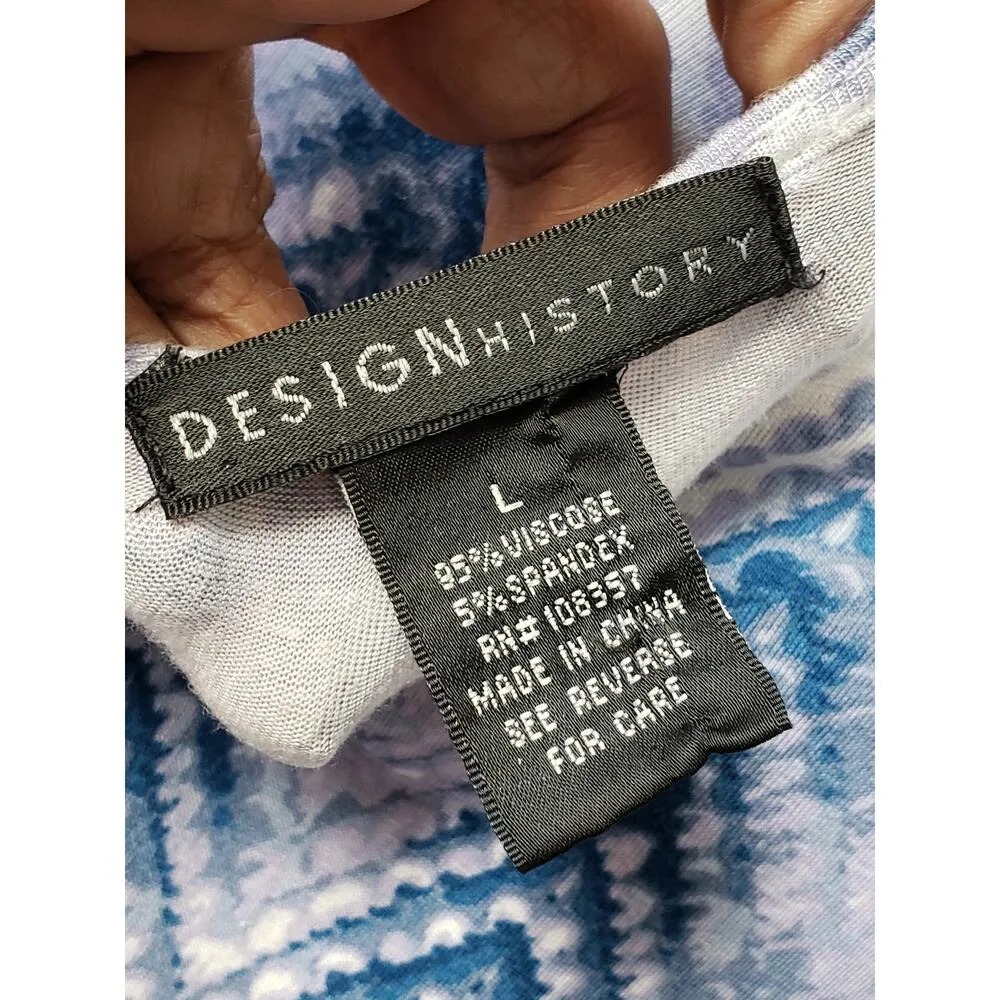 DESIGNHISTORY
L
95%VISCOSE
5%SPANDEX
RN#108357
MADE IN CHINA
SEE REVERSE
FOR CARE